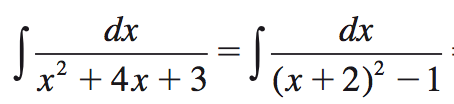 ∫ dx / (x² + 4x + 3) = ∫ dx / ((x + 2)² − 1) =